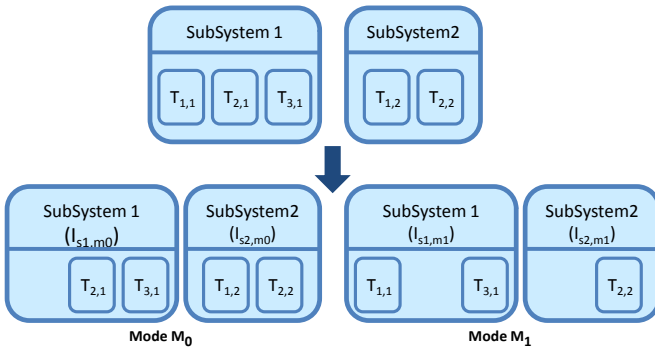 SubSystem 1
T1,1 T2,1 T3,1
SubSystem2
T1,2 T2,2
SubSystem 1
(Is1,m0)
T2,1 T3,1
SubSystem2
(Is2,m0)
T1,2 T2,2
Mode M0
SubSystem 1
(Is1,m1)
T1,1 T3,1
SubSystem2
(Is2,m1)
T2,2
Mode M1